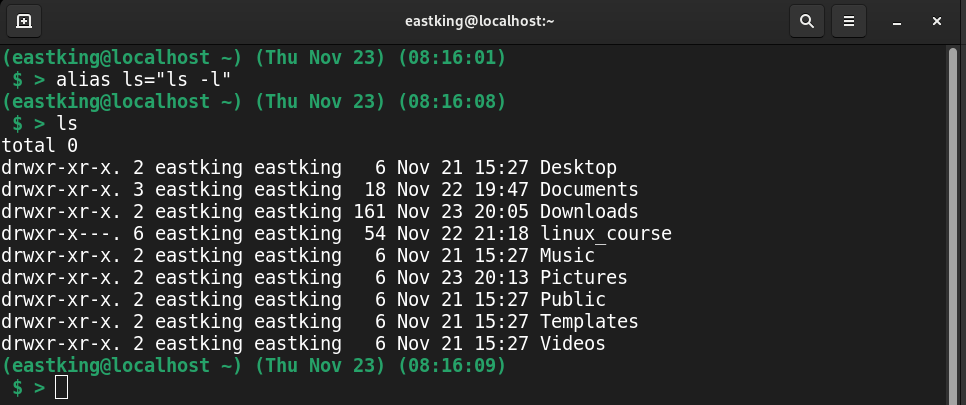 eastking@localhost:~
(eastking@localhost ~) (Thu Nov 23) (08:16:01)
 $ > alias ls="ls -l"
(eastking@localhost ~) (Thu Nov 23) (08:16:08)
 $ > ls
total 0
drwxr-xr-x. 2 eastking eastking   6 Nov 21 15:27 Desktop
drwxr-xr-x. 3 eastking eastking  18 Nov 22 19:47 Documents
drwxr-xr-x. 2 eastking eastking 161 Nov 23 20:05 Downloads
drwxr-x---. 6 eastking eastking  54 Nov 22 21:18 linux_course
drwxr-xr-x. 2 eastking eastking   6 Nov 21 15:27 Music
drwxr-xr-x. 2 eastking eastking   6 Nov 23 20:13 Pictures
drwxr-xr-x. 2 eastking eastking   6 Nov 21 15:27 Public
drwxr-xr-x. 2 eastking eastking   6 Nov 21 15:27 Templates
drwxr-xr-x. 2 eastking eastking   6 Nov 21 15:27 Videos
(eastking@localhost ~) (Thu Nov 23) (08:16:09)
 $ >